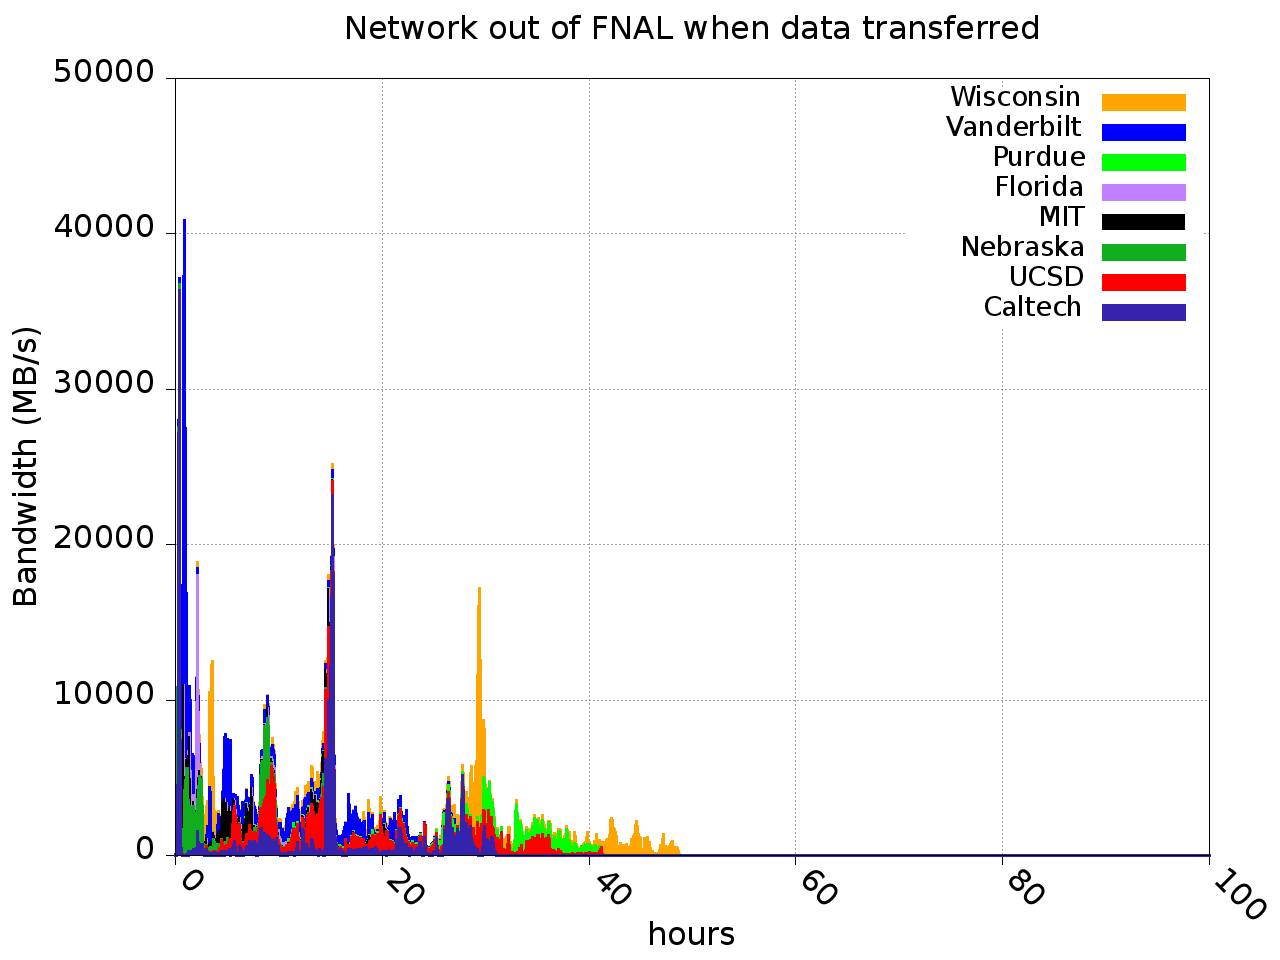 Network out of FNAL when data transferred
50000
40000
30000
20000
10000
0
Bandwidth (MB/s)
Wisconsin
Vanderbilt
Purdue
Florida
MIT
Nebraska
UCSD
Caltech
0 20 40 60 80 100
hours